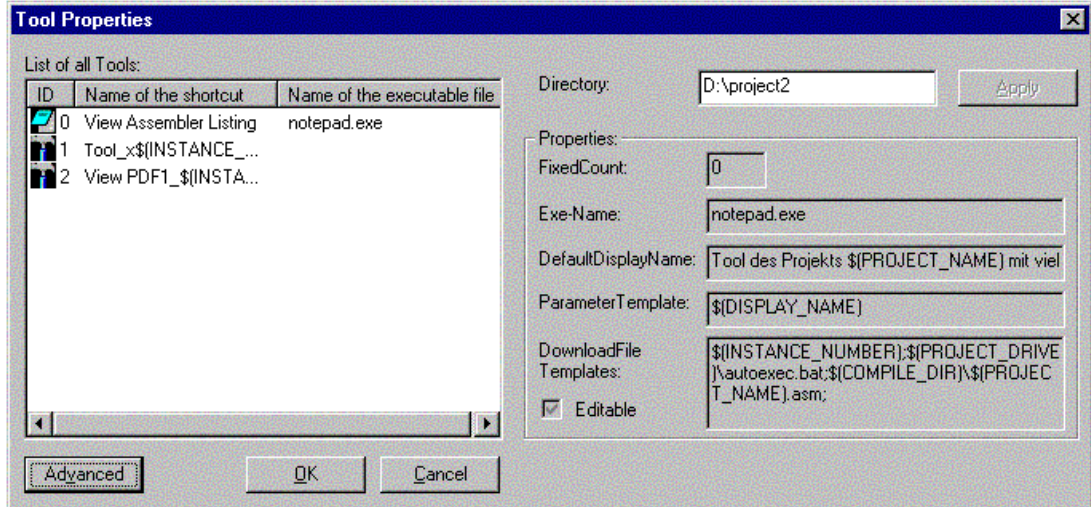 Tool Properties
List of all Tools:
ID Name of the shortcut Name of the executable file
0 View Assembler Listing notepad.exe
1 Tool_x$(INSTANCE_...
2 View PDF1_$(INSTA...
Advanced OK Cancel
Directory: D:\project2 Apply
Properties:
FixedCount: 0
Exe-Name: notepad.exe
DefaultDisplayName: Tool des Projekts $(PROJECT_NAME) mit viel
ParameterTemplate: $(DISPLAY_NAME)
DownloadFile
Templates:
$(INSTANCE_NUMBER);$(PROJECT_DRIVE
)\autoexec.bat;$(COMPILE_DIR)\$(PROJEC
T_NAME).asm;
Editable